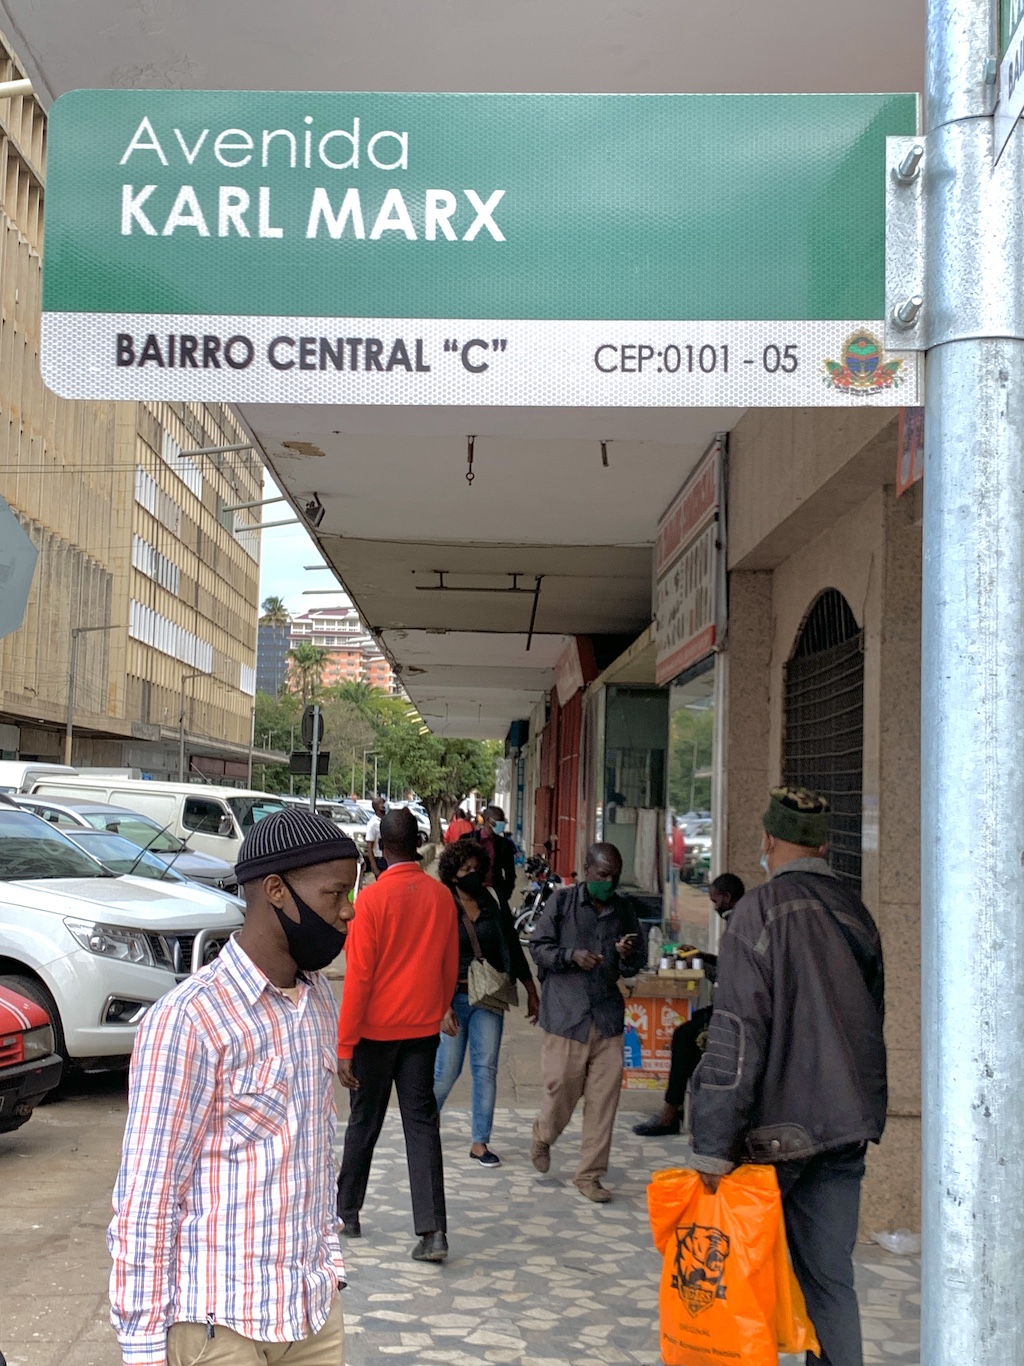 Avenida
KARL MARX
BAIRRO CENTRAL “C”
CEP:0101 - 05